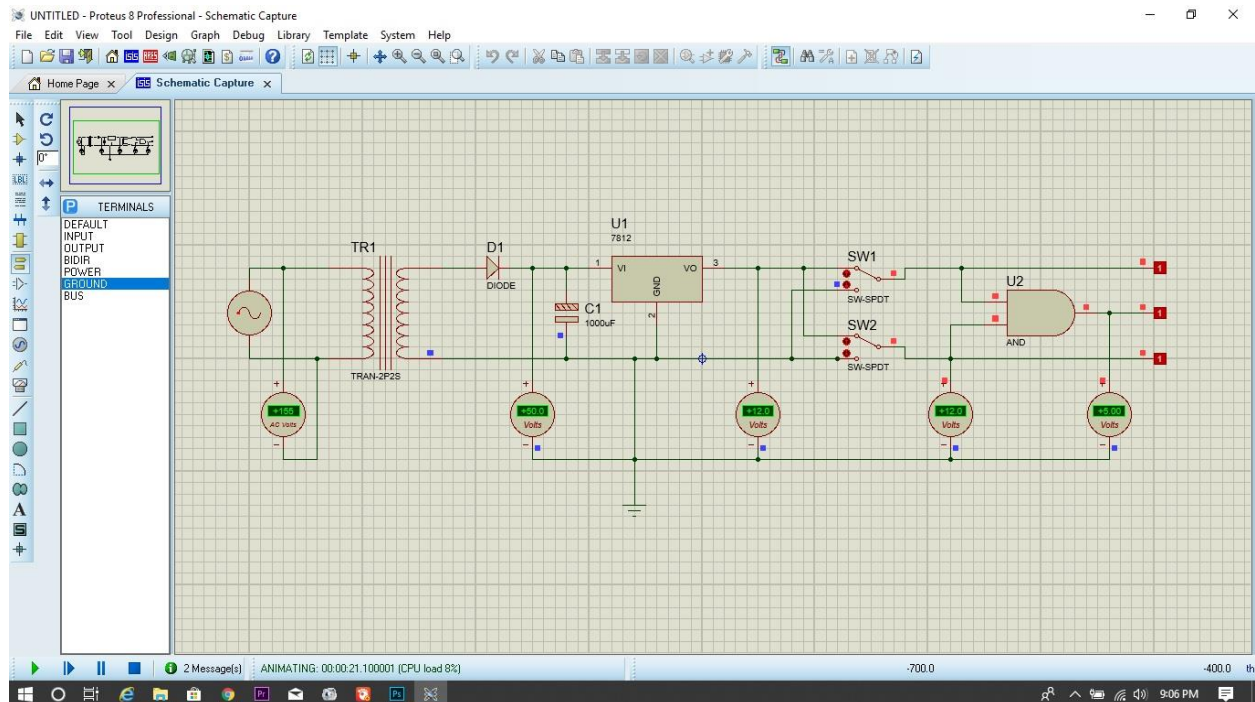 UNTITLED - Proteus 8 Professional - Schematic Capture
File Edit View Tool Design Graph Debug Library Template System Help
Home Page x
Schematic Capture x
0°
LBL
P TERMINALS
DEFAULT
INPUT
OUTPUT
BIDIR
POWER
GROUND
BUS
A
S
TR1
TRAN-2P2S
D1
DIODE
C1
1000uF
U1
7812
1
VI
VO
3
GND
2
SW1
SW-SPDT
SW2
SW-SPDT
U2
AND
1
1
1
+155
AC Volts
+50.0
Volts
+12.0
Volts
+12.0
Volts
+5.00
Volts
2 Message(s)
ANIMATING: 00:00:21.100001 (CPU load 8%)
-700.0
-400.0 th
9:06 PM